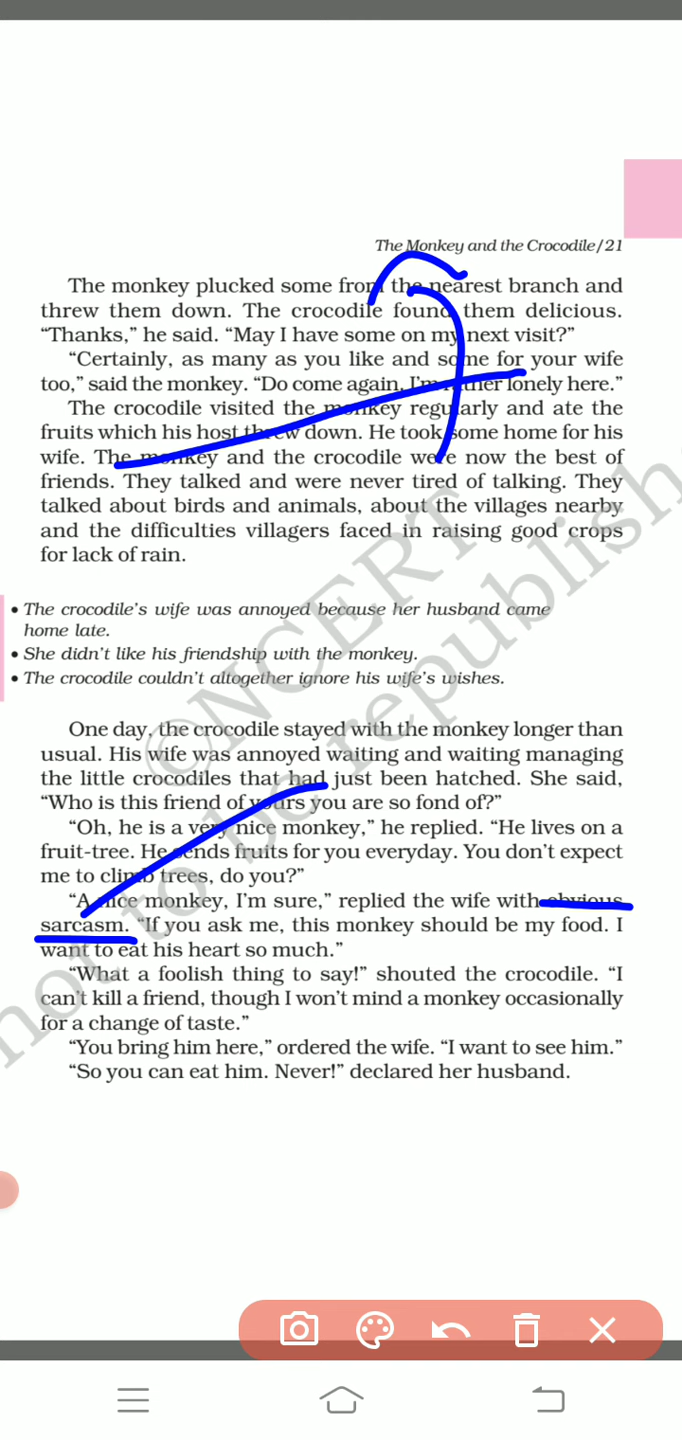 The Monkey and the Crocodile/21
The monkey plucked some from the nearest branch and
threw them down. The crocodile found them delicious.
“Thanks,” he said. “May I have some on my next visit?”
“Certainly, as many as you like and some for your wife
too,” said the monkey. “Do come again. I’m rather lonely here.”
The crocodile visited the monkey regularly and ate the
fruits which his host threw down. He took some home for his
wife. The monkey and the crocodile were now the best of
friends. They talked and were never tired of talking. They
talked about birds and animals, about the villages nearby
and the difficulties villagers faced in raising good crops
for lack of rain.
• The crocodile’s wife was annoyed because her husband came
home late.
• She didn’t like his friendship with the monkey.
• The crocodile couldn’t altogether ignore his wife’s wishes.
One day, the crocodile stayed with the monkey longer than
usual. His wife was annoyed waiting and waiting managing
the little crocodiles that had just been hatched. She said,
“Who is this friend of yours you are so fond of?”
“Oh, he is a very nice monkey,” he replied. “He lives on a
fruit-tree. He sends fruits for you everyday. You don’t expect
me to climb trees, do you?”
“A nice monkey, I’m sure,” replied the wife with obvious
sarcasm. “If you ask me, this monkey should be my food. I
want to eat his heart so much.”
“What a foolish thing to say!” shouted the crocodile. “I
can’t kill a friend, though I won’t mind a monkey occasionally
for a change of taste.”
“You bring him here,” ordered the wife. “I want to see him.”
“So you can eat him. Never!” declared her husband.
©NCERT
not to be republish